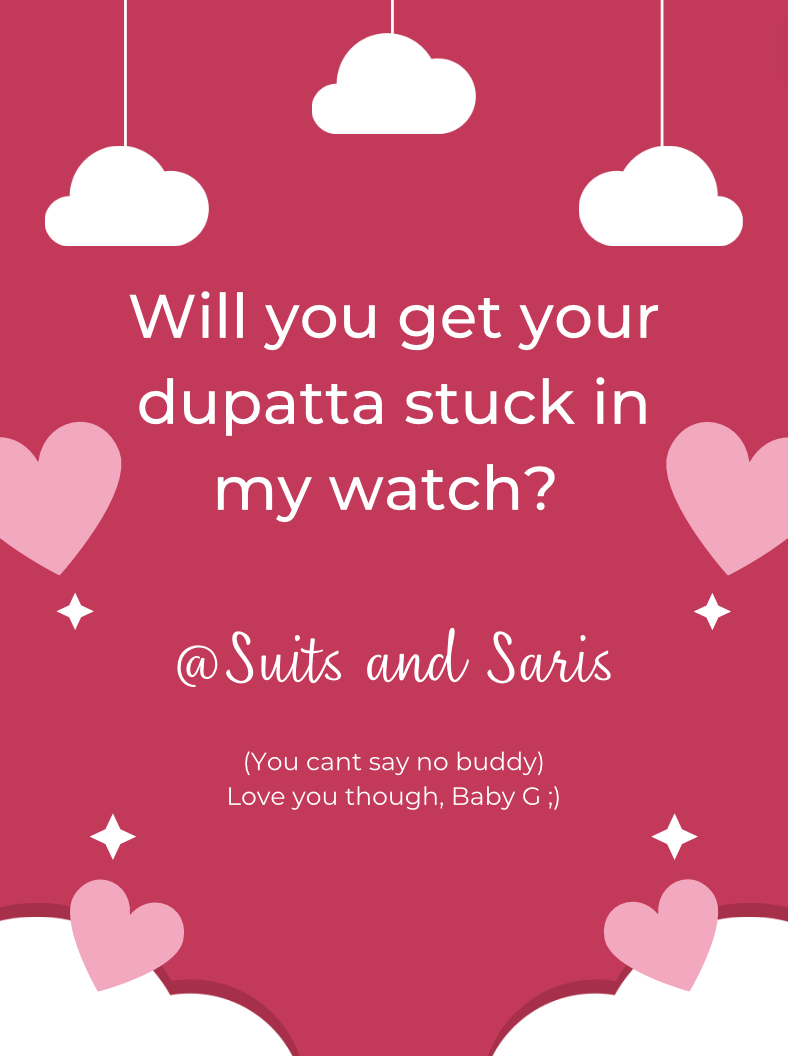 Will you get your
dupatta stuck in
my watch?
@Suits and Saris
(You cant say no buddy)
Love you though, Baby G ;)